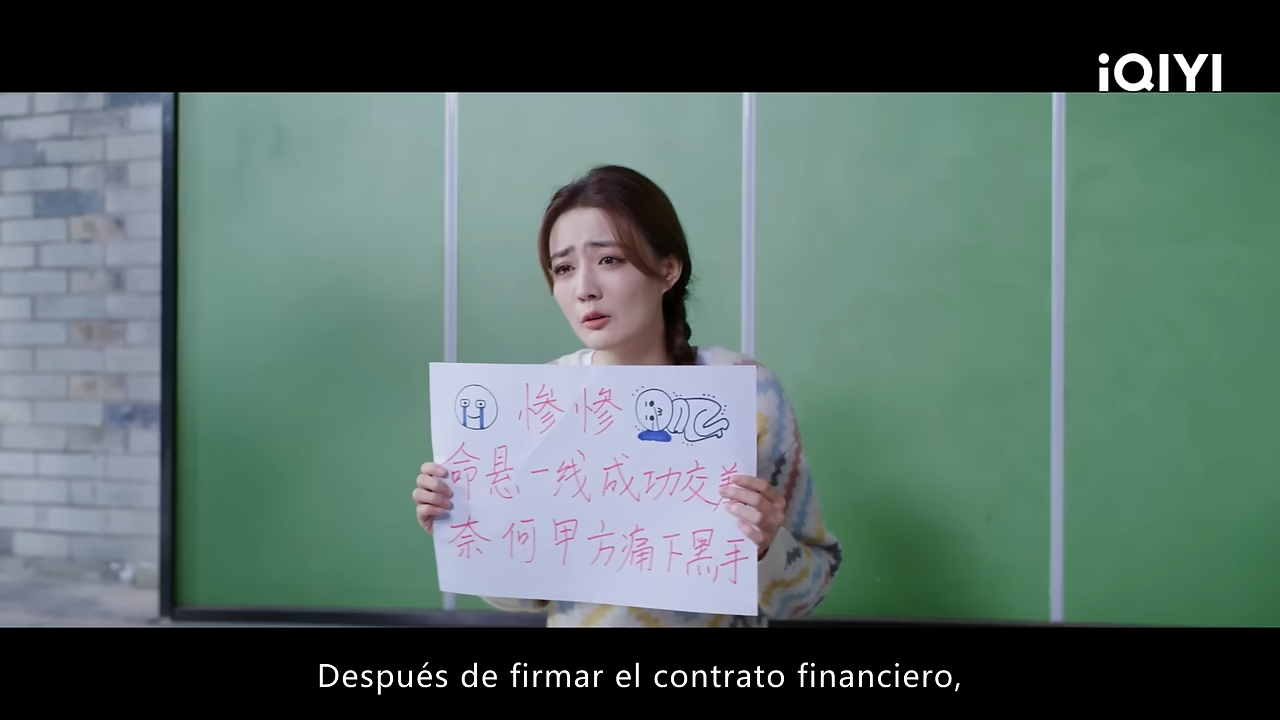 iQIYI
惨惨
命悬一线成功交差
奈何甲方痛下黑手
Después de firmar el contrato financiero,